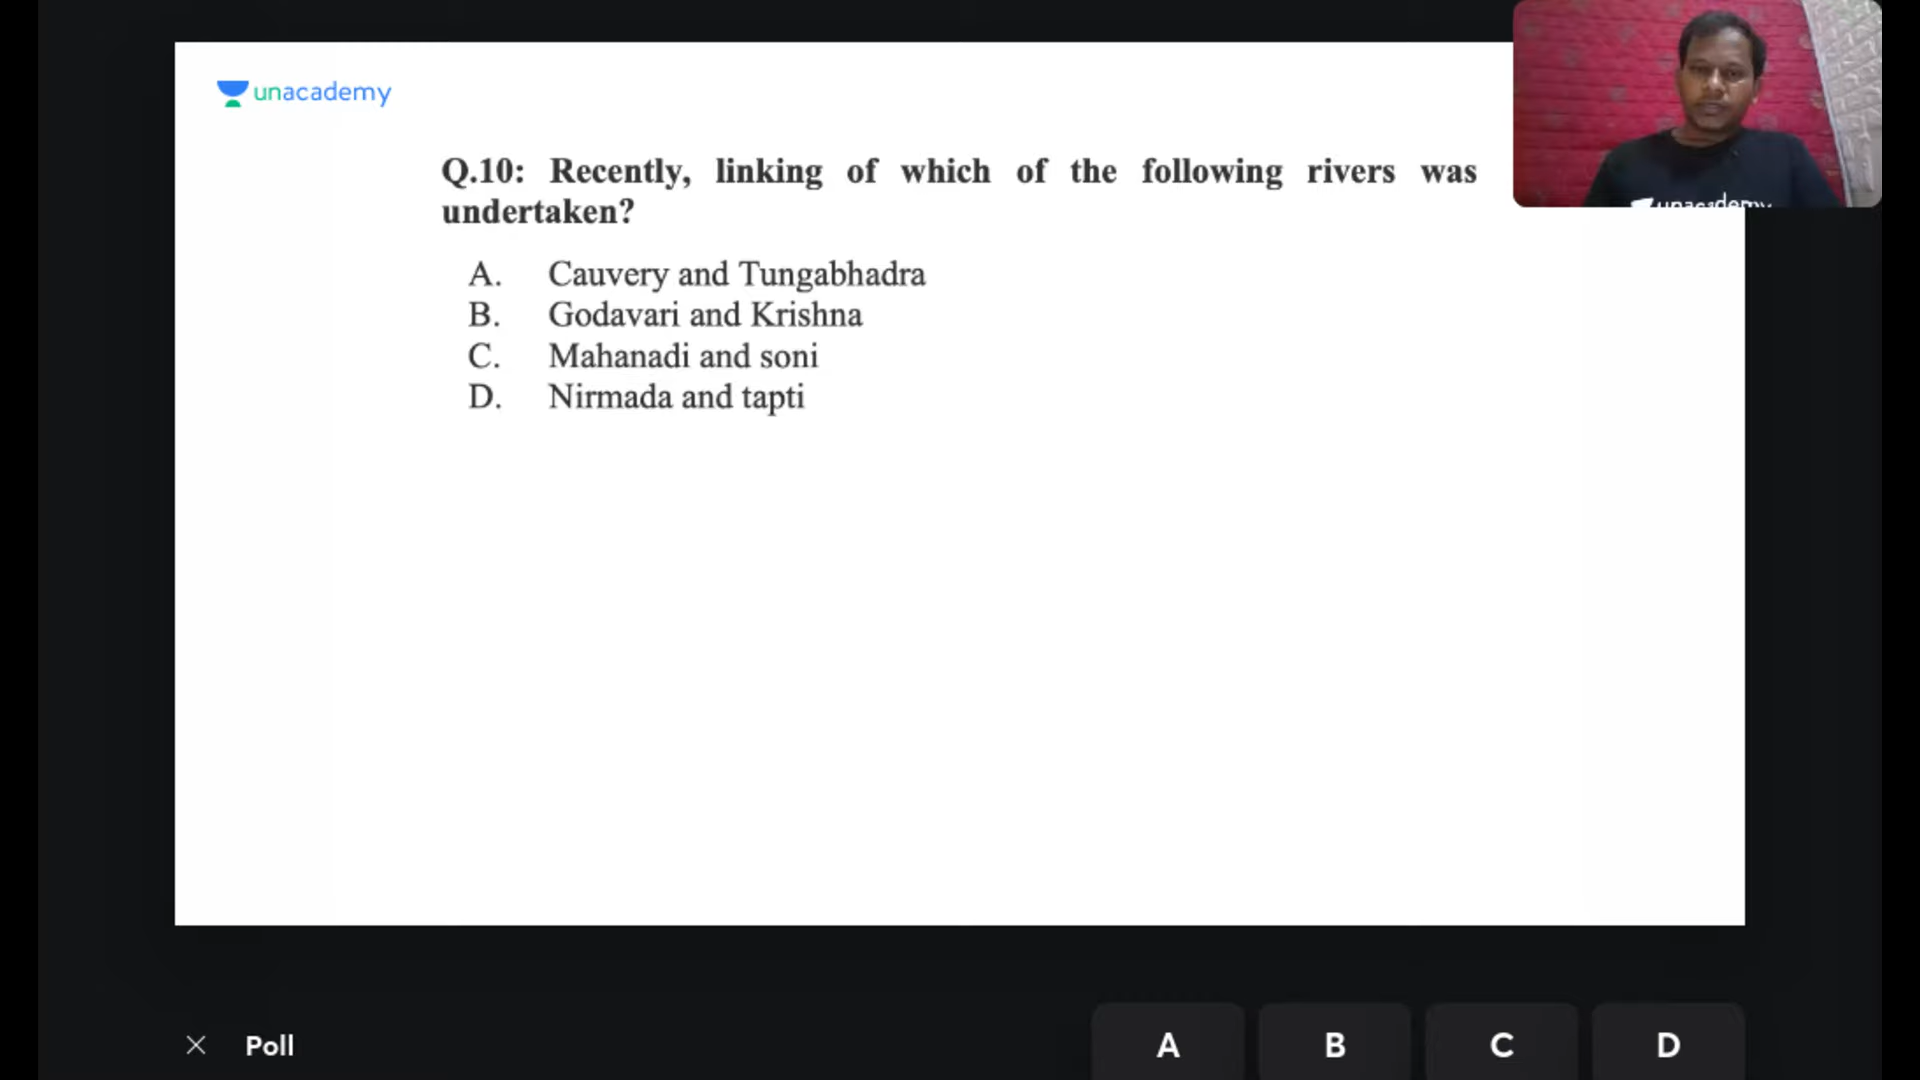 unacademy
Q.10: Recently, linking of which of the following rivers was
undertaken?
A. Cauvery and Tungabhadra
B. Godavari and Krishna
C. Mahanadi and soni
D. Nirmada and tapti
unacademy
Poll
A B C D